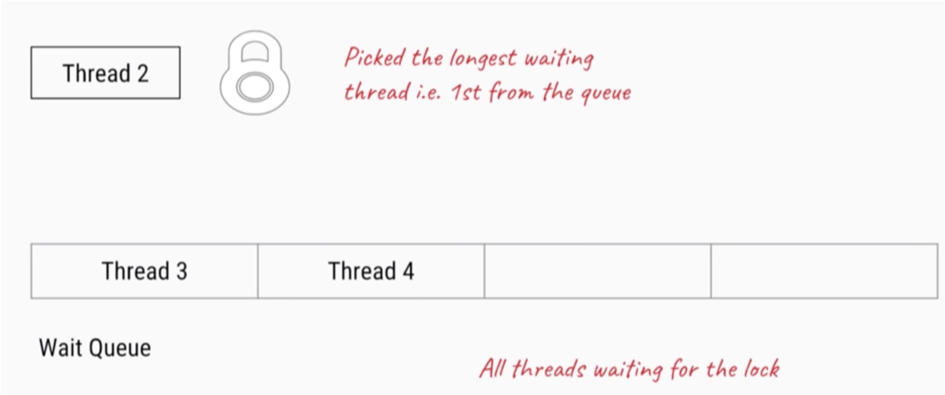 Thread 2
Picked the longest waiting
thread i.e. 1st from the queue
Thread 3
Thread 4
Wait Queue
All threads waiting for the lock